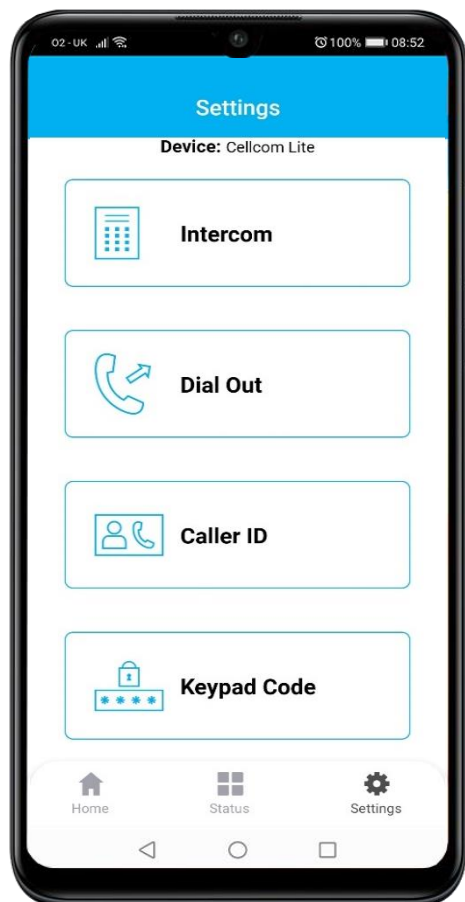 O2 - UK 100% 08:52
Settings
Device: Cellcom Lite
Intercom
Dial Out
Caller ID
* * * *
Keypad Code
Home Status Settings